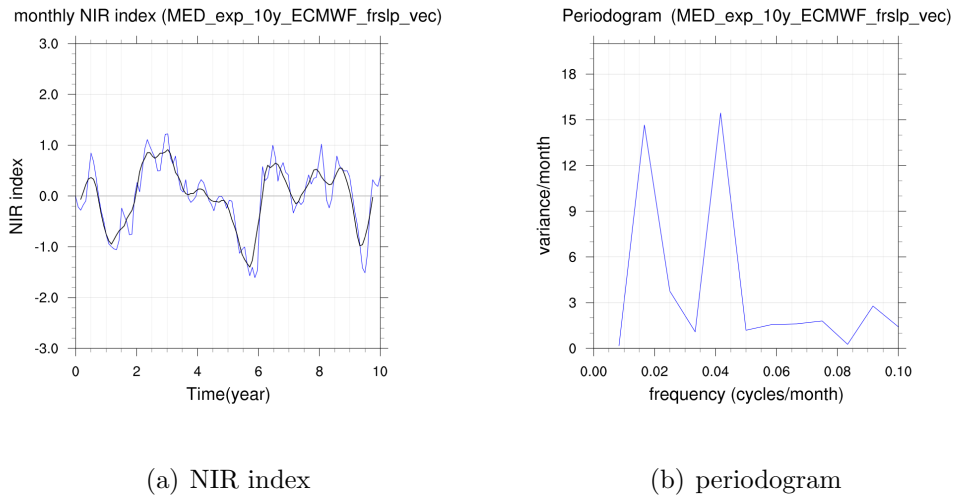 monthly NIR index (MED_exp_10y_ECMWF_frslp_vec)
3.0
2.0
1.0
0.0
-1.0
-2.0
-3.0
NIR index
0 2 4 6 8 10
Time(year)
Periodogram (MED_exp_10y_ECMWF_frslp_vec)
18
15
12
9
6
3
0
variance/month
0.00 0.02 0.04 0.06 0.08 0.10
frequency (cycles/month)
(a) NIR index
(b) periodogram